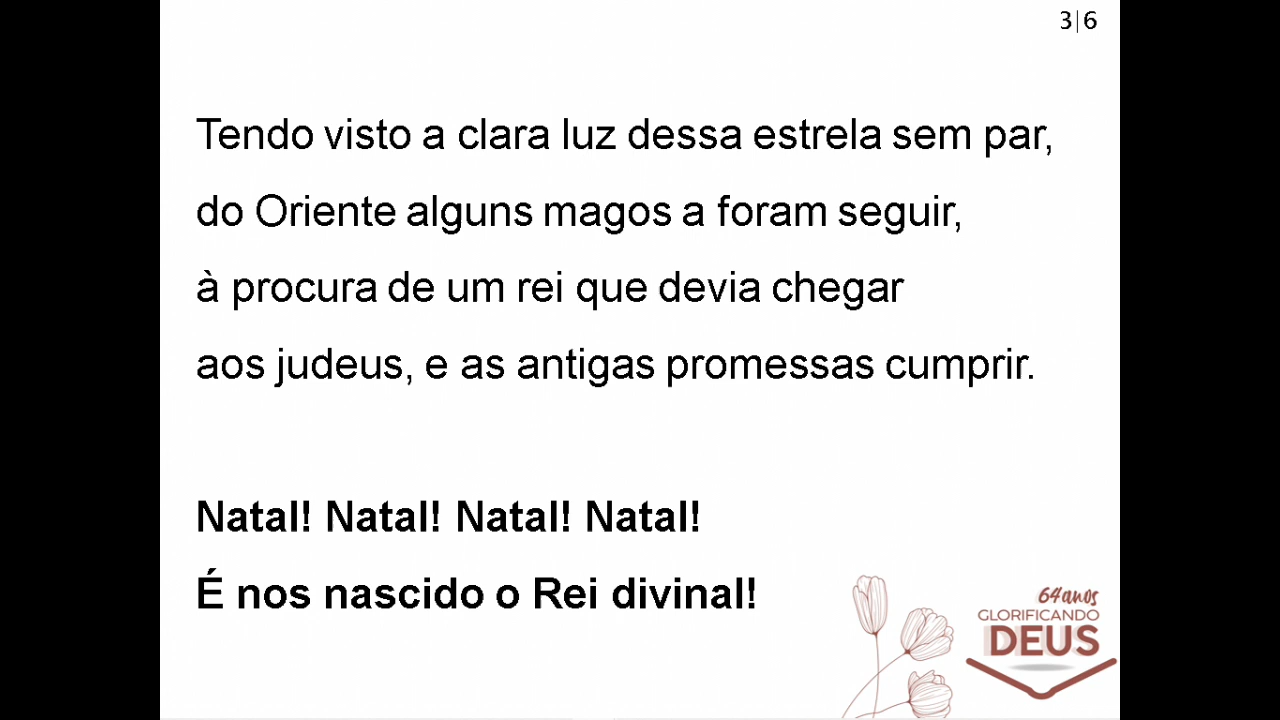 3|6
Tendo visto a clara luz dessa estrela sem par,
do Oriente alguns magos a foram seguir,
à procura de um rei que devia chegar
aos judeus, e as antigas promessas cumprir.
Natal! Natal! Natal! Natal!
É nos nascido o Rei divinal!
64anos
GLORIFICANDO
DEUS